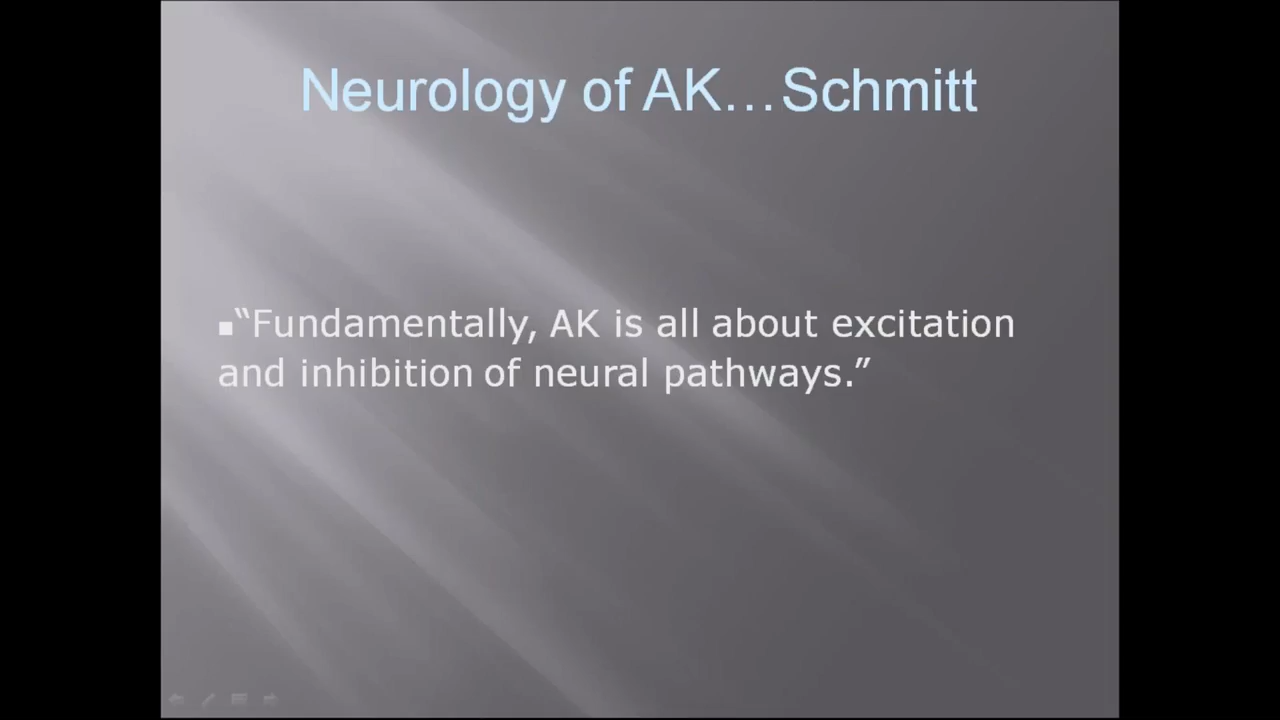 Neurology of AK…Schmitt
▪“Fundamentally, AK is all about excitation
and inhibition of neural pathways.”